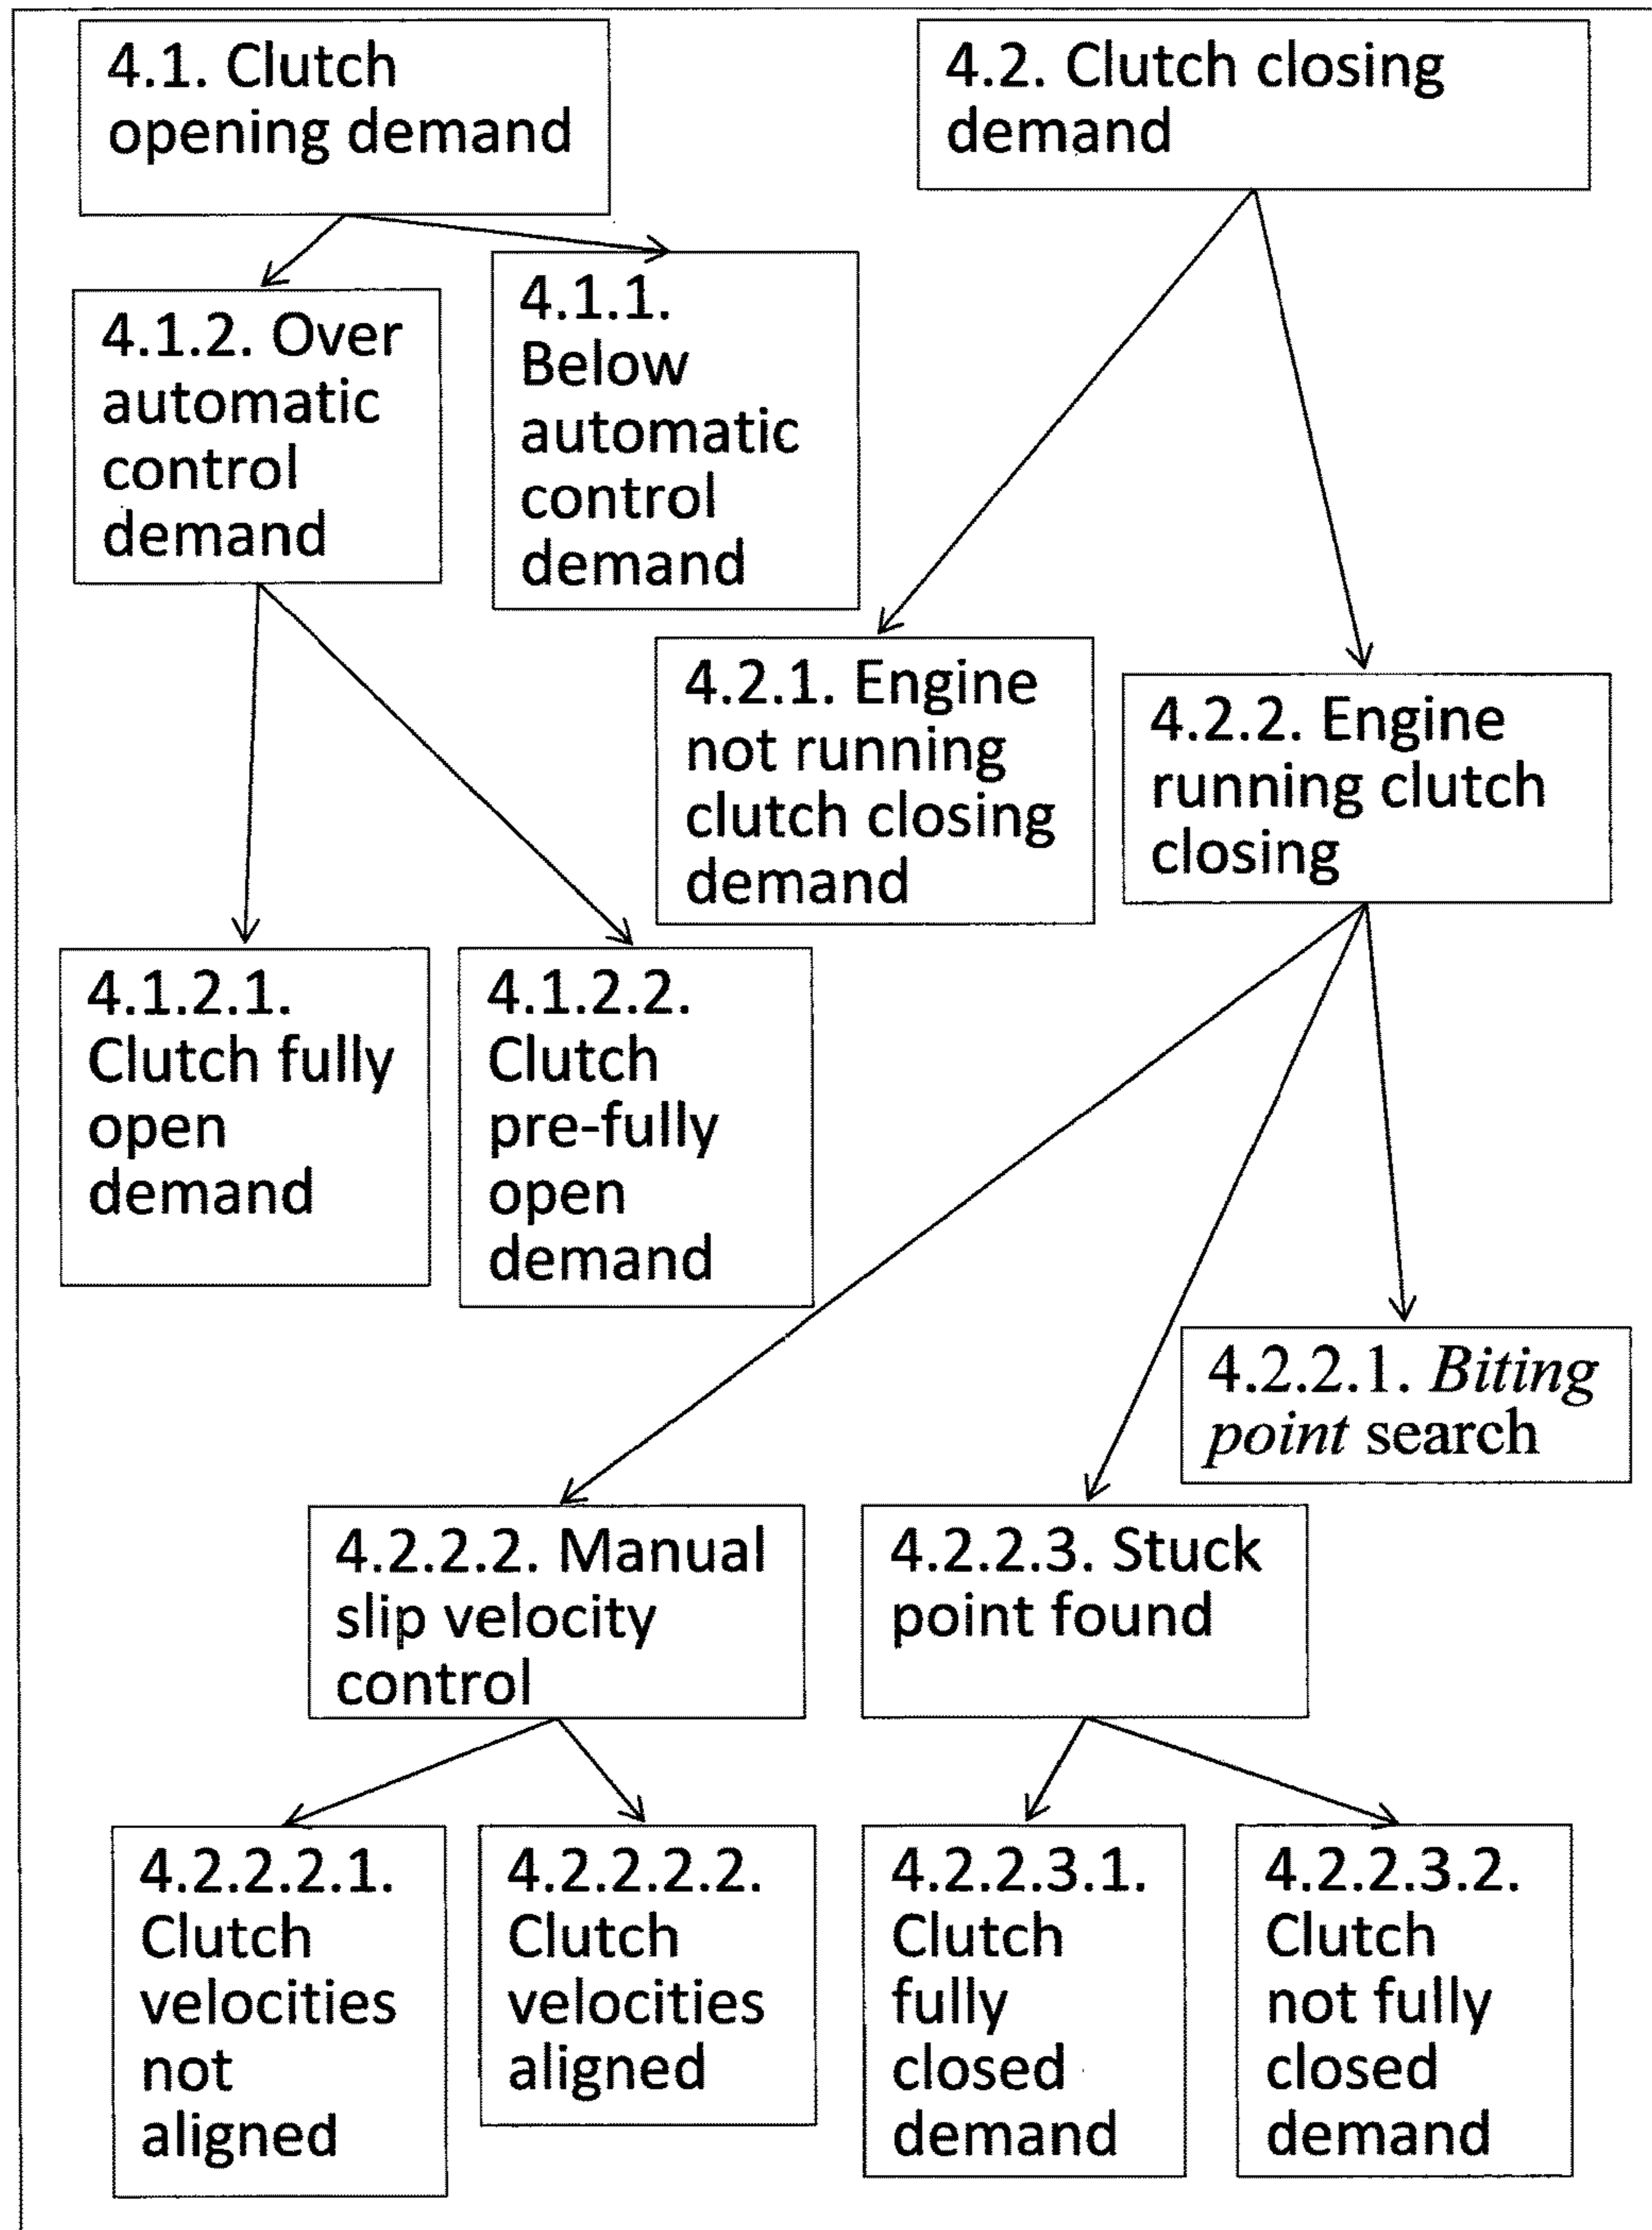 4.1. Clutch
opening demand
4.2. Clutch closing
demand
4.1.2. Over
automatic
control
demand
4.1.1.
Below
automatic
control
demand
4.2.1. Engine
not running
clutch closing
demand
4.2.2. Engine
running clutch
closing
4.1.2.1.
Clutch fully
open
demand
4.1.2.2.
Clutch
pre-fully
open
demand
4.2.2.1. Biting
point search
4.2.2.2. Manual
slip velocity
control
4.2.2.3. Stuck
point found
4.2.2.2.1.
Clutch
velocities
not
aligned
4.2.2.2.2.
Clutch
velocities
aligned
4.2.2.3.1.
Clutch
fully
closed
demand
4.2.2.3.2.
Clutch
not fully
closed
demand